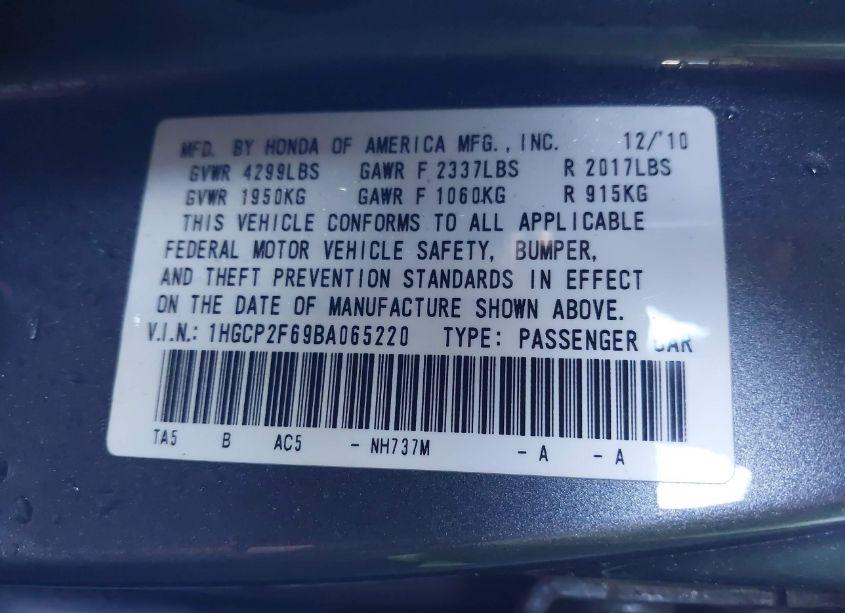 MFD. BY HONDA OF AMERICA MFG., INC. 12/'10
GVWR 4299LBS GAWR F 2337LBS R 2017LBS
GVWR 1950KG GAWR F 1060KG R 915KG
THIS VEHICLE CONFORMS TO ALL APPLICABLE
FEDERAL MOTOR VEHICLE SAFETY, BUMPER,
AND THEFT PREVENTION STANDARDS IN EFFECT
ON THE DATE OF MANUFACTURE SHOWN ABOVE.
V.I.N.: 1HGCP2F69BA065220 TYPE: PASSENGER CAR
TA5 B AC5 - NH737M - A - A